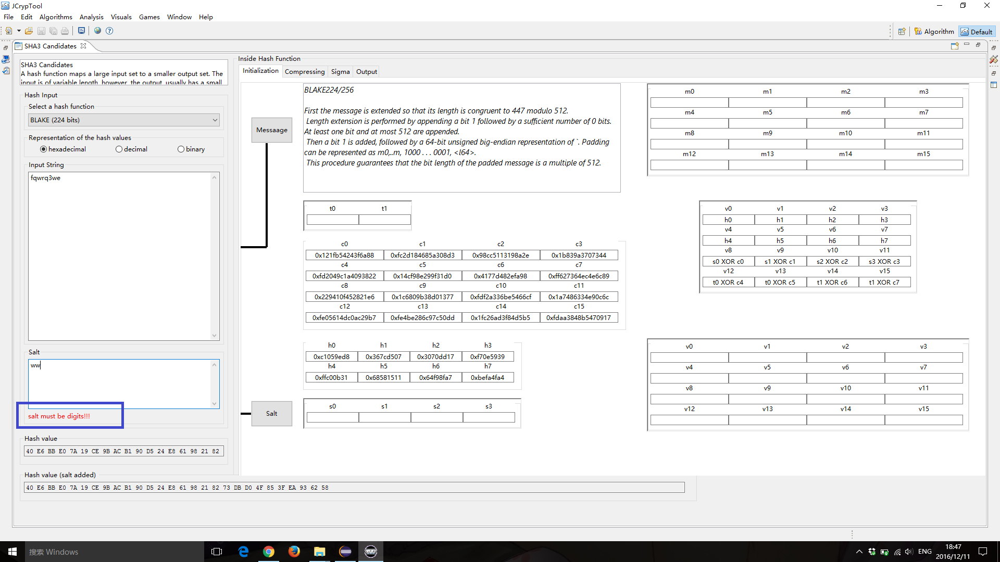 JCrypTool
File Edit Algorithms Analysis Visuals Games Window Help
Algorithm Default
SHA3 Candidates
SHA3 Candidates
A hash function maps a large input set to a smaller output set. The
input is of variable length, however, the output usually has a small
Hash Input
Select a hash function
BLAKE (224 bits)
Representation of the hash values
hexadecimal decimal binary
Input String
fqwrq3we
Salt
ww
salt must be digits!!!
Hash value
40 E6 BB E0 7A 19 CE 9B AC B1 90 D5 24 E8 61 98 21 82
Hash value (salt added)
40 E6 BB E0 7A 19 CE 9B AC B1 90 D5 24 E8 61 98 21 82 73 DB D0 4F 85 3F EA 93 62 58
Inside Hash Function
Initialization Compressing Sigma Output
Messaage
BLAKE224/256
First the message is extended so that its length is congruent to 447 modulo 512.
Length extension is performed by appending a bit 1 followed by a sufficient number of 0 bits.
At least one bit and at most 512 are appended.
Then a bit 1 is added, followed by a 64-bit unsigned big-endian representation of `. Padding
can be represented as m0,..m, 1000 . . . 0001, <l64>.
This procedure guarantees that the bit length of the padded message is a multiple of 512.
t0 t1
c0 c1 c2 c3
0x121fb54243f6a88 0xfc2d184685a308d3 0x98cc5113198a2e 0x1b839a3707344
c4 c5 c6 c7
0xfd2049c1a4093822 0x14cf98e299f31d0 0x4177d482efa98 0xff627364ec4e6c89
c8 c9 c10 c11
0x229410f452821e6 0x1c6809b38d01377 0xfdf2a336be5466cf 0x1a7486334e90c6c
c12 c13 c14 c15
0xfe05614dc0ac29b7 0xfe4be286c97c50dd 0x1fc26ad3f84d5b5 0xfdaa3848b5470917
h0 h1 h2 h3
0xc1059ed8 0x367cd507 0x3070dd17 0xf70e5939
h4 h5 h6 h7
0xffc00b31 0x68581511 0x64f98fa7 0xbefa4fa4
Salt
s0 s1 s2 s3
m0 m1 m2 m3
m4 m5 m6 m7
m8 m9 m10 m11
m12 m13 m14 m15
v0 v1 v2 v3
h0 h1 h2 h3
v4 v5 v6 v7
h4 h5 h6 h7
v8 v9 v10 v11
s0 XOR c0 s1 XOR c1 s2 XOR c2 s3 XOR c3
v12 v13 v14 v15
t0 XOR c4 t0 XOR c5 t1 XOR c6 t1 XOR c7
v0 v1 v2 v3
v4 v5 v6 v7
v8 v9 v10 v11
v12 v13 v14 v15
搜索 Windows
ENG
18:47
2016/12/11